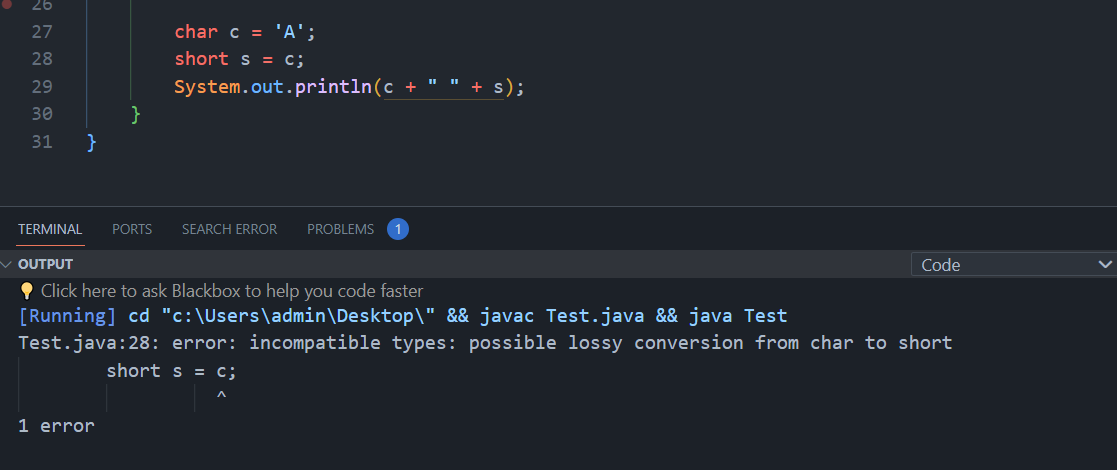 26
27 char c = 'A';
28 short s = c;
29 System.out.println(c + " " + s);
30 }
31 }
TERMINAL PORTS SEARCH ERROR PROBLEMS 1
OUTPUT Code
Click here to ask Blackbox to help you code faster
[Running] cd "c:\Users\admin\Desktop\" && javac Test.java && java Test
Test.java:28: error: incompatible types: possible lossy conversion from char to short
short s = c;
^
1 error